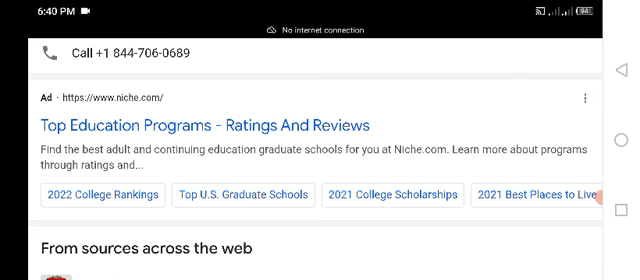 6:40 PM
94
No internet connection
Call +1 844-706-0689
Ad · https://www.niche.com/
Top Education Programs - Ratings And Reviews
Find the best adult and continuing education graduate schools for you at Niche.com. Learn more about programs
through ratings and...
2022 College Rankings
Top U.S. Graduate Schools
2021 College Scholarships
2021 Best Places to Live
From sources across the web